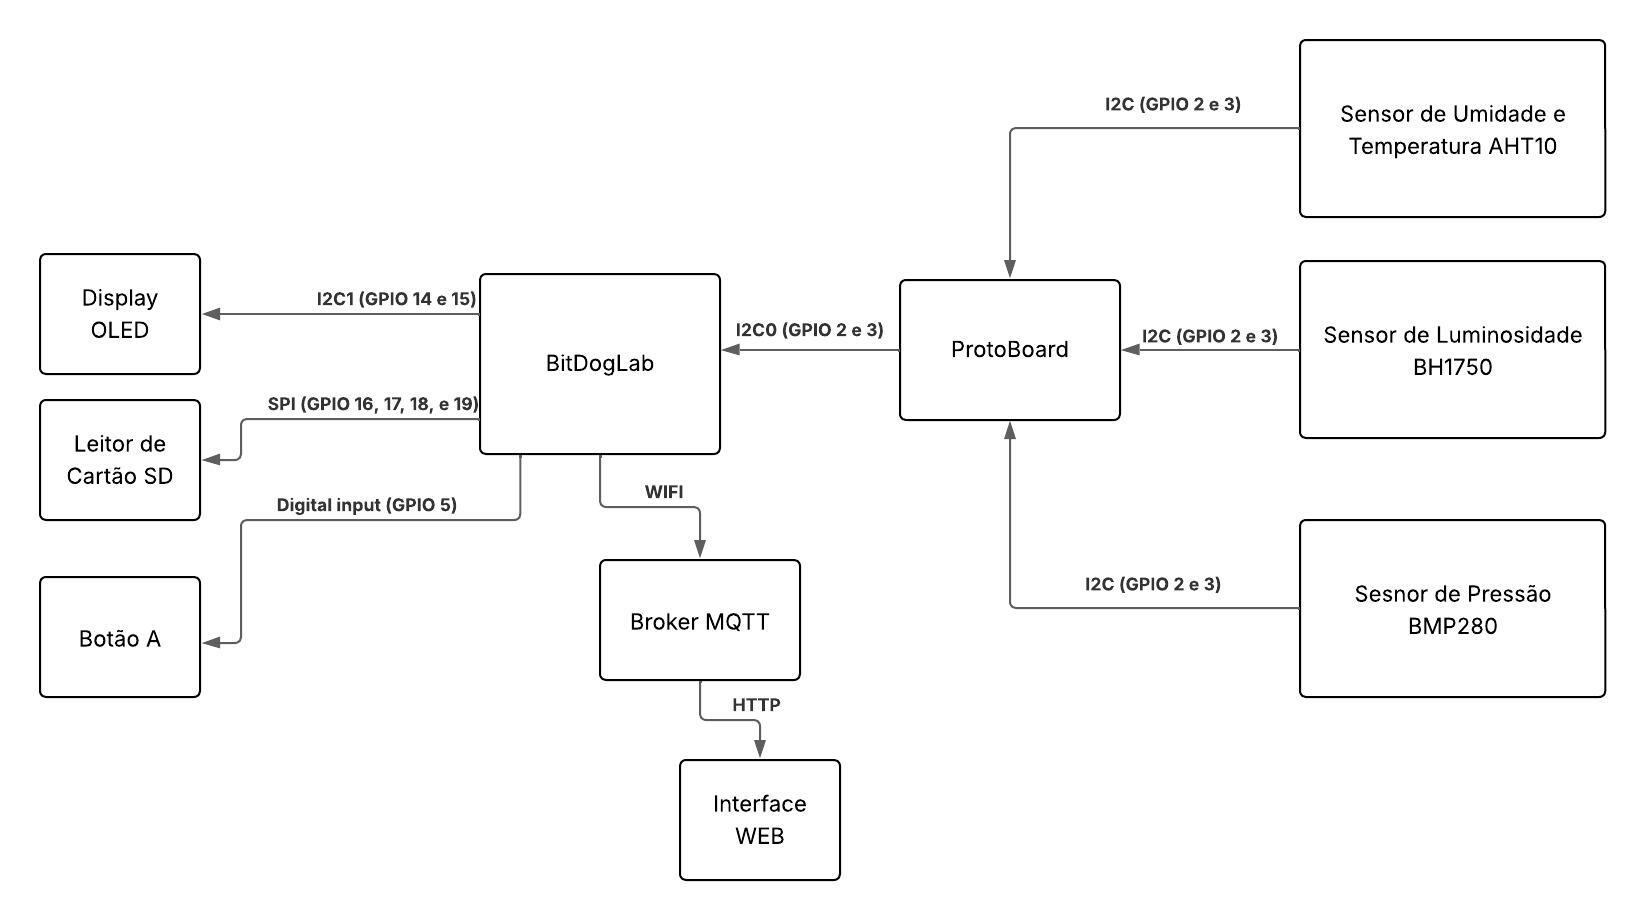 I2C (GPIO 2 e 3)
Sensor de Umidade e
Temperatura AHT10
Display
OLED
I2C1 (GPIO 14 e 15)
BitDogLab
I2C0 (GPIO 2 e 3)
ProtoBoard
I2C (GPIO 2 e 3)
Sensor de Luminosidade
BH1750
SPI (GPIO 16, 17, 18, e 19)
Leitor de
Cartão SD
Digital input (GPIO 5)
WIFI
Botão A
Broker MQTT
I2C (GPIO 2 e 3)
Sesnor de Pressão
BMP280
HTTP
Interface
WEB